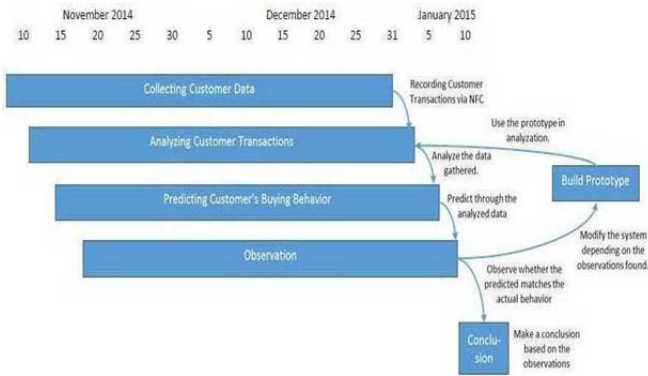 November 2014 December 2014 January 2015
10 15 20 25 30 5 10 15 20 25 31 5 10
Collecting Customer Data
Recording Customer
Transactions via NFC
Use the prototype in
analyzation.
Analyzing Customer Transactions
Analyze the data
gathered.
Build Prototype
Predicting Customer's Buying Behavior
Predict through the
analyzed data
Modify the system
depending on the
observations found.
Observation
Observe whether the
predicted matches the
actual behavior
Conclu-
sion
Make a conclusion
based on the
observations